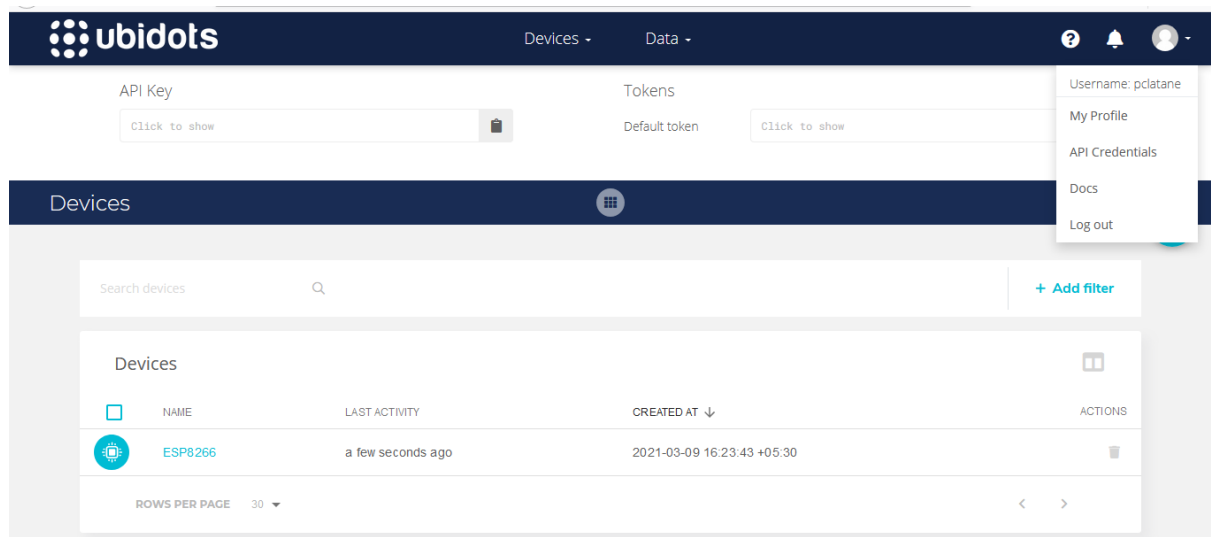 ubidots Devices Data ?
Username: pclatane
My Profile
API Credentials
Docs
Log out
API Key Tokens
Click to show Default token Click to show
Devices
Search devices + Add filter
Devices
NAME LAST ACTIVITY CREATED AT ACTIONS
ESP8266 a few seconds ago 2021-03-09 16:23:43 +05:30
ROWS PER PAGE 30